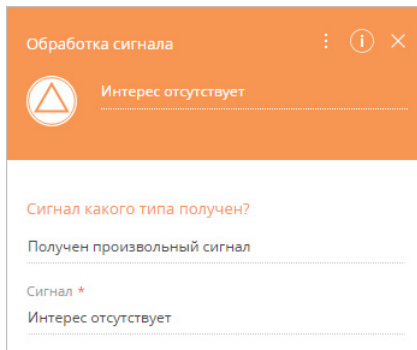 Обработка сигнала
Интерес отсутствует
Сигнал какого типа получен?
Получен произвольный сигнал
Сигнал *
Интерес отсутствует